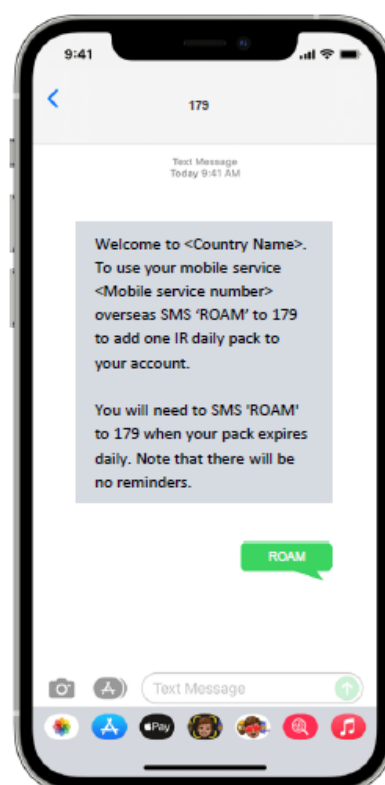 9:41
179
Text Message
Today 9:41 AM
Welcome to <Country Name>.
To use your mobile service
<Mobile service number>
overseas SMS ‘ROAM’ to 179
to add one IR daily pack to
your account.
You will need to SMS 'ROAM'
to 179 when your pack expires
daily. Note that there will be
no reminders.
ROAM
Text Message
Pay